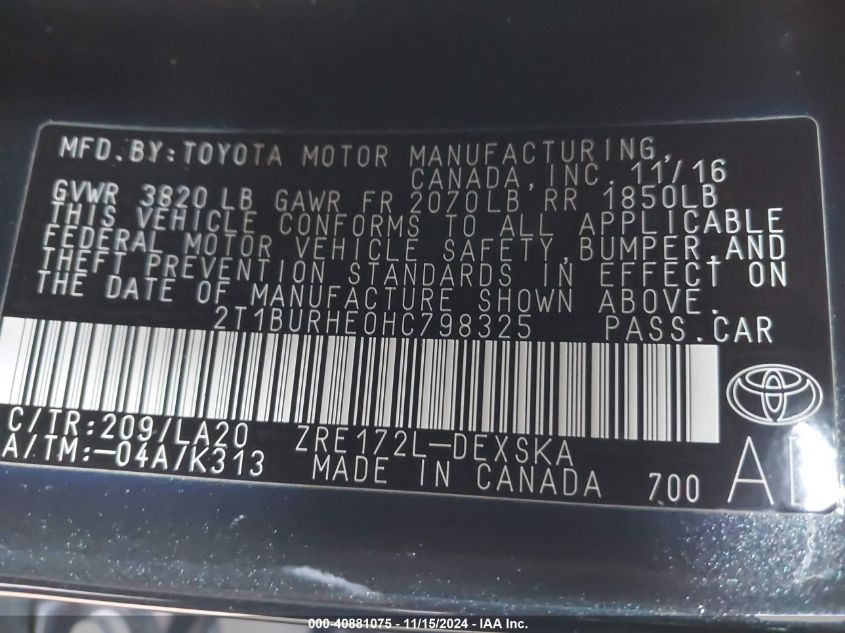 MFD.BY:TOYOTA MOTOR MANUFACTURING,
CANADA,INC. 11/16
GVWR 3820 LB GAWR FR 2070LB RR 1850LB
THIS VEHICLE CONFORMS TO ALL APPLICABLE
FEDERAL MOTOR VEHICLE SAFETY,BUMPER,AND
THEFT PREVENTION STANDARDS IN EFFECT ON
THE DATE OF MANUFACTURE SHOWN ABOVE.
2T1BURHE0HC798325 PASS.CAR
C/TR:209/LA20 ZRE172L-DEXSKA
A/TM:-04A/K313 MADE IN CANADA 700
000-40881075 - 11/15/2024 - IAA Inc.